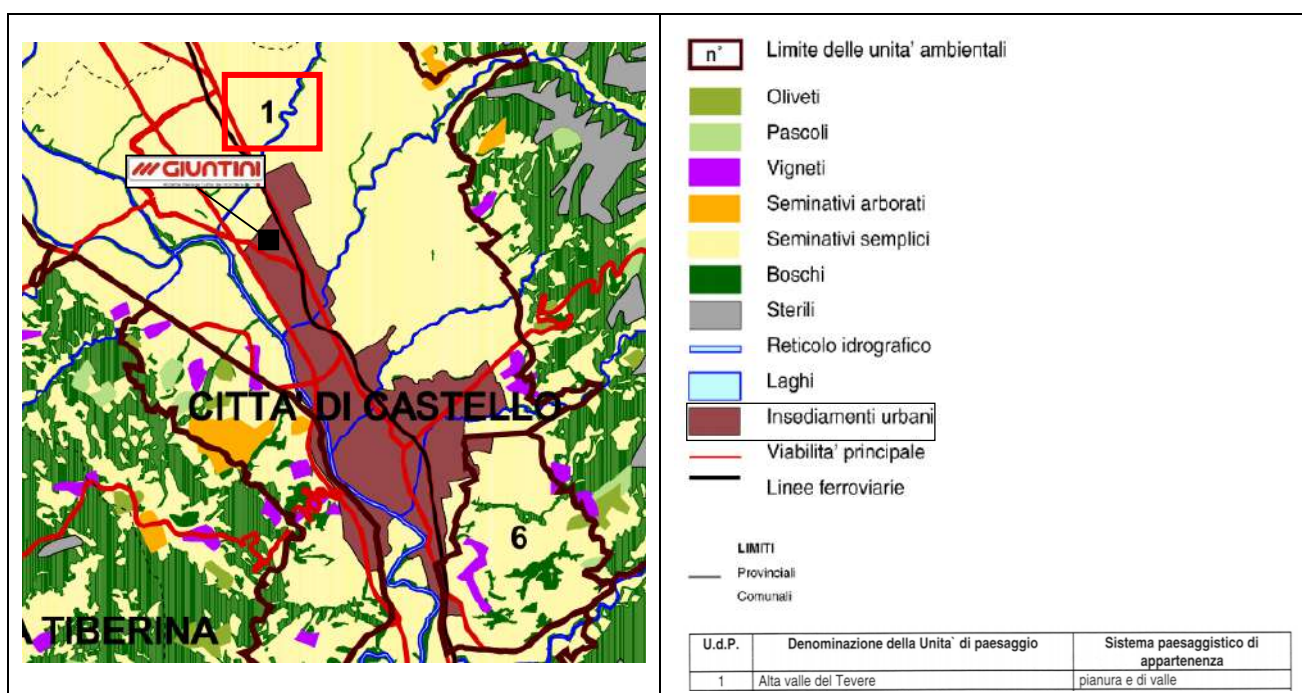 1
GIUNTINI
CITTA' DI CASTELLO
6
A TIBERINA
n°
Limite delle unita' ambientali
Oliveti
Pascoli
Vigneti
Seminativi arborati
Seminativi semplici
Boschi
Sterili
Reticolo idrografico
Laghi
Insediamenti urbani
Viabilita' principale
Linee ferroviarie
LIMITI
Provinciali
Comunali
U.d.P. Denominazione della Unita` di paesaggio Sistema paesaggistico di
appartenenza
1 Alta valle del Tevere pianura e di valle